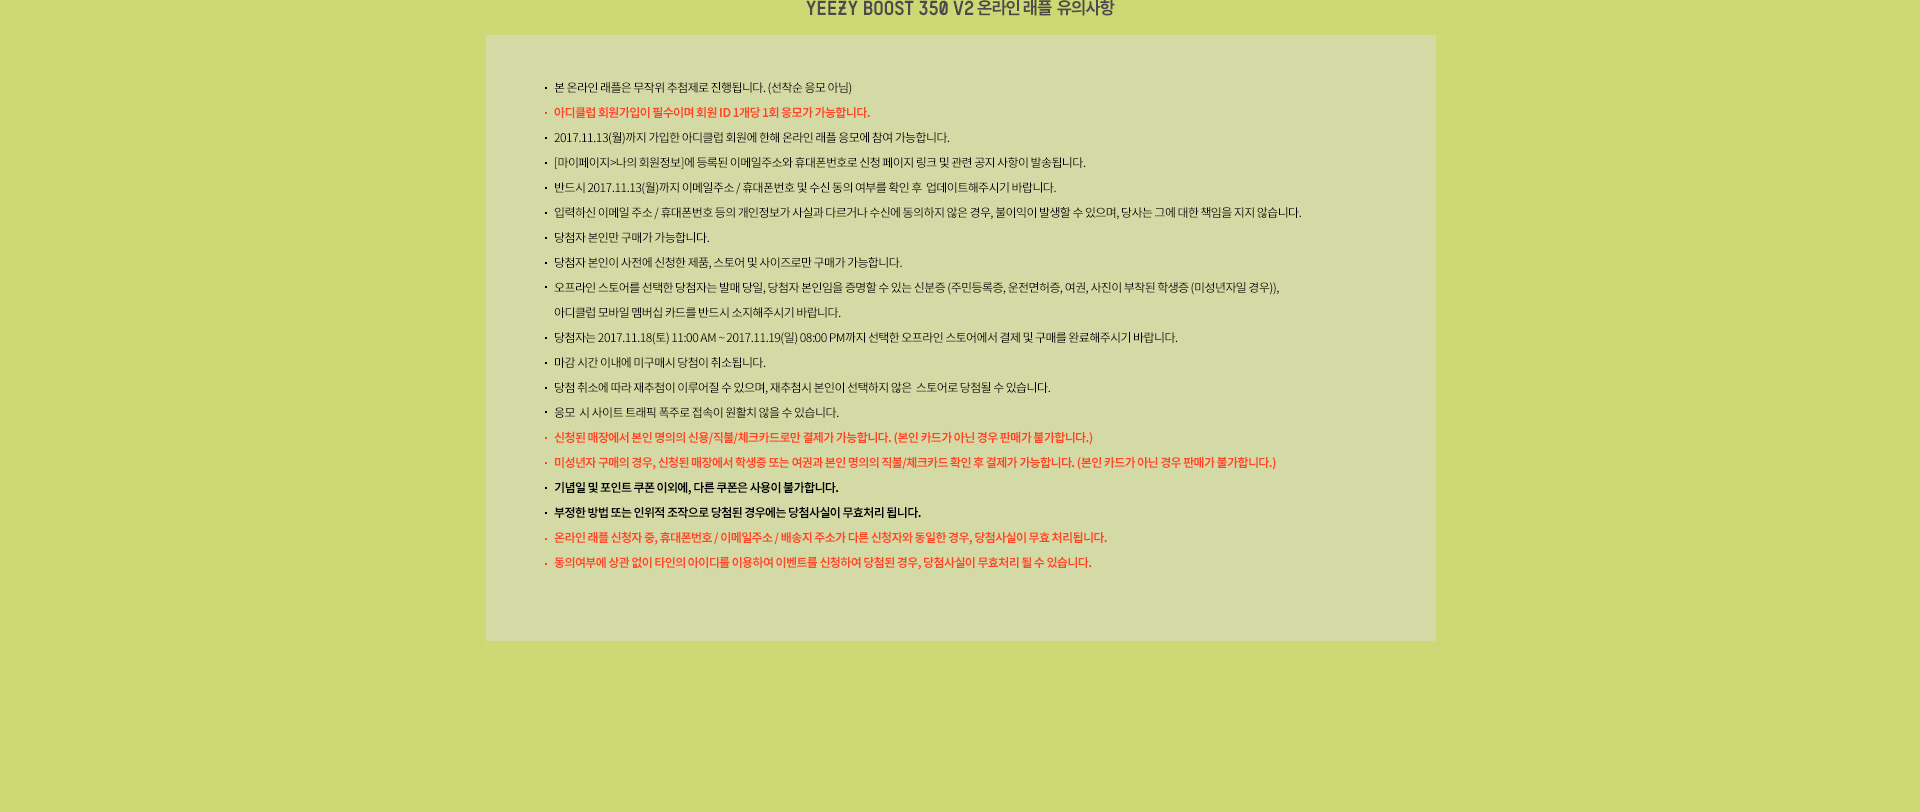 YEEZY BOOST 350 V2 온라인 래플 유의사항
• 본 온라인 래플은 무작위 추첨제로 진행됩니다. (선착순 응모 아님)
• 아디클럽 회원가입이 필수이며 회원 ID 1개당 1회 응모가 가능합니다.
• 2017.11.13(월)까지 가입한 아디클럽 회원에 한해 온라인 래플 응모에 참여 가능합니다.
• [마이페이지>나의 회원정보]에 등록된 이메일주소와 휴대폰번호로 신청 페이지 링크 및 관련 공지 사항이 발송됩니다.
• 반드시 2017.11.13(월)까지 이메일주소 / 휴대폰번호 및 수신 동의 여부를 확인 후 업데이트해주시기 바랍니다.
• 입력하신 이메일 주소 / 휴대폰번호 등의 개인정보가 사실과 다르거나 수신에 동의하지 않은 경우, 불이익이 발생할 수 있으며, 당사는 그에 대한 책임을 지지 않습니다.
• 당첨자 본인만 구매가 가능합니다.
• 당첨자 본인이 사전에 신청한 제품, 스토어 및 사이즈로만 구매가 가능합니다.
• 오프라인 스토어를 선택한 당첨자는 발매 당일, 당첨자 본인임을 증명할 수 있는 신분증 (주민등록증, 운전면허증, 여권, 사진이 부착된 학생증 (미성년자일 경우)),
아디클럽 모바일 멤버십 카드를 반드시 소지해주시기 바랍니다.
• 당첨자는 2017.11.18(토) 11:00 AM ~ 2017.11.19(일) 08:00 PM까지 선택한 오프라인 스토어에서 결제 및 구매를 완료해주시기 바랍니다.
• 마감 시간 이내에 미구매시 당첨이 취소됩니다.
• 당첨 취소에 따라 재추첨이 이루어질 수 있으며, 재추첨시 본인이 선택하지 않은 스토어로 당첨될 수 있습니다.
• 응모 시 사이트 트래픽 폭주로 접속이 원활치 않을 수 있습니다.
• 신청된 매장에서 본인 명의의 신용/직불/체크카드로만 결제가 가능합니다. (본인 카드가 아닌 경우 판매가 불가합니다.)
• 미성년자 구매의 경우, 신청된 매장에서 학생증 또는 여권과 본인 명의의 직불/체크카드 확인 후 결제가 가능합니다. (본인 카드가 아닌 경우 판매가 불가합니다.)
• 기념일 및 포인트 쿠폰 이외에, 다른 쿠폰은 사용이 불가합니다.
• 부정한 방법 또는 인위적 조작으로 당첨된 경우에는 당첨사실이 무효처리 됩니다.
• 온라인 래플 신청자 중, 휴대폰번호 / 이메일주소 / 배송지 주소가 다른 신청자와 동일한 경우, 당첨사실이 무효 처리됩니다.
• 동의여부에 상관 없이 타인의 아이디를 이용하여 이벤트를 신청하여 당첨된 경우, 당첨사실이 무효처리 될 수 있습니다.